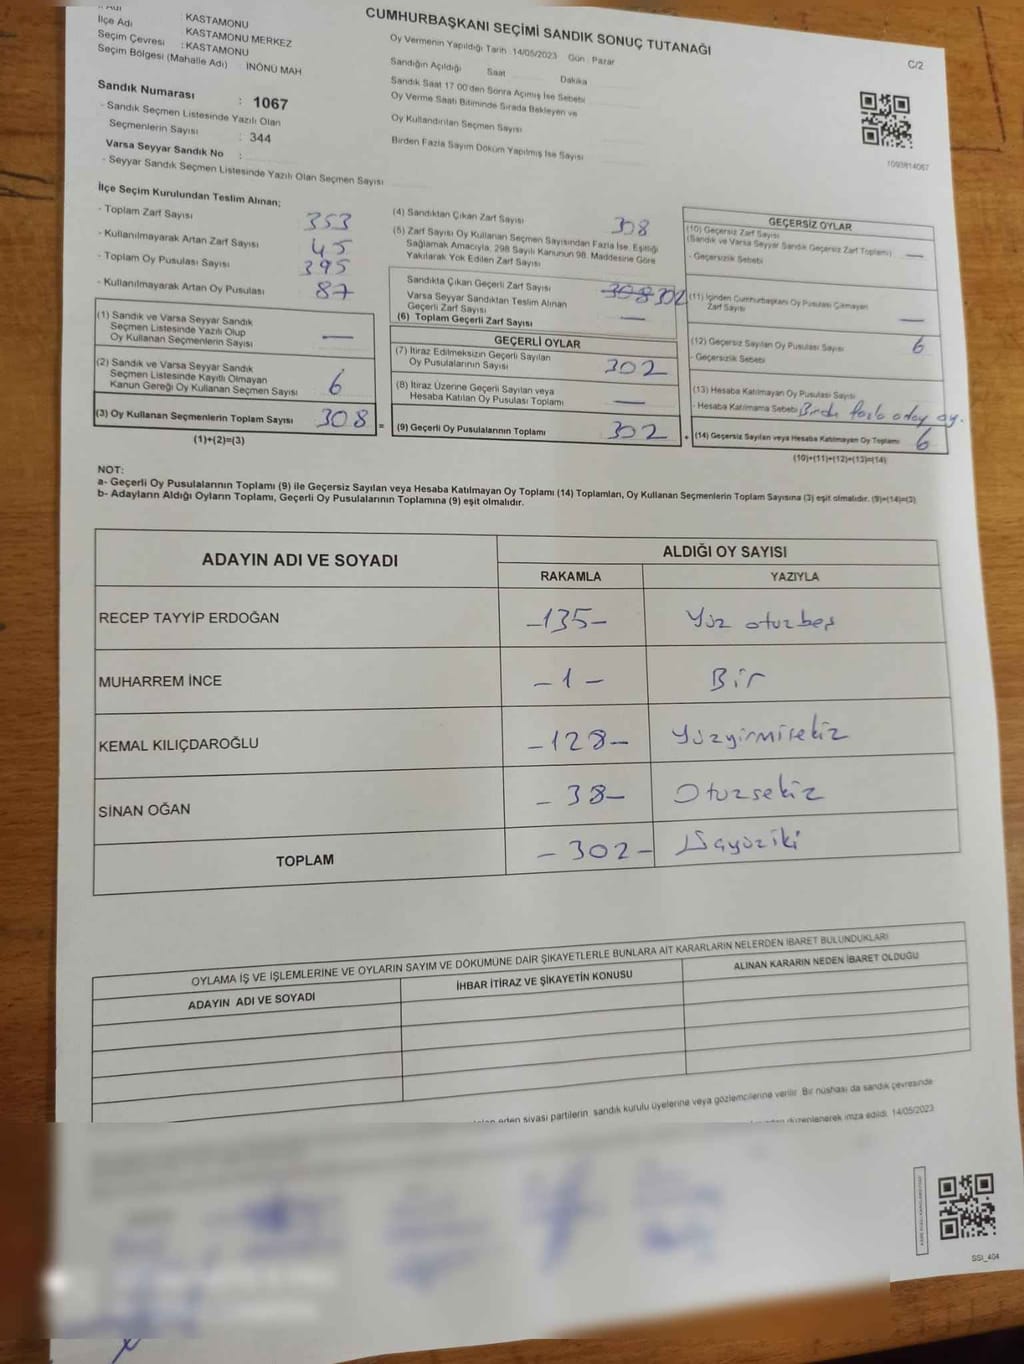 İlçe Adı : KASTAMONU
Seçim Çevresi : KASTAMONU MERKEZ
Seçim Bölgesi (Mahalle Adı) : KASTAMONU
İNÖNÜ MAH
CUMHURBAŞKANI SEÇİMİ SANDIK SONUÇ TUTANAĞI
C/2
Oy Vermenin Yapıldığı Tarih 14/05/2023 Gün : Pazar
Sandığın Açıldığı Saat Dakika
Sandık Saat 17 00'den Sonra Açımış İse Sebebi
Oy Verme Saati Bitiminde Sırada Bekleyen ve
Oy Kullandırılan Seçmen Sayısı
Birden Fazla Sayım Döküm Yapılmış İse Sayısı
1093814067
Sandık Numarası : 1067
- Sandık Seçmen Listesinde Yazılı Olan
Seçmenlerin Sayısı : 344
Varsa Seyyar Sandık No :
- Seyyar Sandık Seçmen Listesinde Yazılı Olan Seçmen Sayısı
İlçe Seçim Kurulundan Teslim Alınan;
- Toplam Zarf Sayısı 353
- Kullanılmayarak Artan Zarf Sayısı 45
- Toplam Oy Pusulası Sayısı 395
- Kullanılmayarak Artan Oy Pusulası 87
(1) Sandık ve Varsa Seyyar Sandık
Seçmen Listesinde Yazılı Olup
Oy Kullanan Seçmenlerin Sayısı —
(2) Sandık ve Varsa Seyyar Sandık
Seçmen Listesinde Kayıtlı Olmayan
Kanun Gereği Oy Kullanan Seçmen Sayısı 6
(3) Oy Kullanan Seçmenlerin Toplam Sayısı 308 =
(1)+(2)=(3)
(4) Sandıktan Çıkan Zarf Sayısı 308
(5) Zarf Sayısı Oy Kullanan Seçmen Sayısından Fazla İse, Eşitliği
Sağlamak Amacıyla, 298 Sayılı Kanunun 98. Maddesine Göre
Yakılarak Yok Edilen Zarf Sayısı
Sandıkta Çıkan Geçerli Zarf Sayısı 308 302
Varsa Seyyar Sandıktan Teslim Alınan
Geçerli Zarf Sayısı —
(6) Toplam Geçerli Zarf Sayısı
GEÇERLİ OYLAR
(7) İtiraz Edilmeksizin Geçerli Sayılan
Oy Pusulalarının Sayısı 302
(8) İtiraz Üzerine Geçerli Sayılan veya
Hesaba Katılan Oy Pusulası Toplamı —
(9) Geçerli Oy Pusulalarının Toplamı 302 +
GEÇERSİZ OYLAR
(10) Geçersiz Zarf Sayısı
(Sandık ve Varsa Seyyar Sandık Geçersiz Zarf Toplamı) —
- Geçersizlik Sebebi
(11) İçinden Cumhurbaşkanı Oy Pusulası Çıkmayan
Zarf Sayısı —
(12) Geçersiz Sayılan Oy Pusulası Sayısı 6
- Geçersizlik Sebebi
(13) Hesaba Katılmayan Oy Pusulası Sayısı
- Hesaba Katılmama Sebebi Birden fazla aday oy.
(14) Geçersiz Sayılan veya Hesaba Katılmayan Oy Toplamı 6
(10)+(11)+(12)+(13)=(14)
NOT:
a- Geçerli Oy Pusulalarının Toplamı (9) ile Geçersiz Sayılan veya Hesaba Katılmayan Oy Toplamı (14) Toplamları, Oy Kullanan Seçmenlerin Toplam Sayısına (3) eşit olmalıdır. (9)+(14)=(3)
b- Adayların Aldığı Oyların Toplamı, Geçerli Oy Pusulalarının Toplamına (9) eşit olmalıdır.
ADAYIN ADI VE SOYADI ALDIĞI OY SAYISI
RAKAMLA YAZIYLA
RECEP TAYYİP ERDOĞAN -135- Yüz otuzbeş
MUHARREM İNCE -1- Bir
KEMAL KILIÇDAROĞLU -128- Yüzyirmisekiz
SİNAN OĞAN -38- Otuzsekiz
TOPLAM -302- Üçyüziki
OYLAMA İŞ VE İŞLEMLERİNE VE OYLARIN SAYIM VE DÖKÜMÜNE DAİR ŞİKAYETLERLE BUNLARA AİT KARARLARIN NELERDEN İBARET BULUNDUKLARI
ADAYIN ADI VE SOYADI İHBAR İTİRAZ VE ŞİKAYETİN KONUSU ALINAN KARARIN NEDEN İBARET OLDUĞU
eden siyasi partilerin sandık kurulu üyelerine veya gözlemcilerine verilir. Bir nüshası da sandık çevresinde
düzenlenerek imza edildi. 14/05/2023
SSI_404